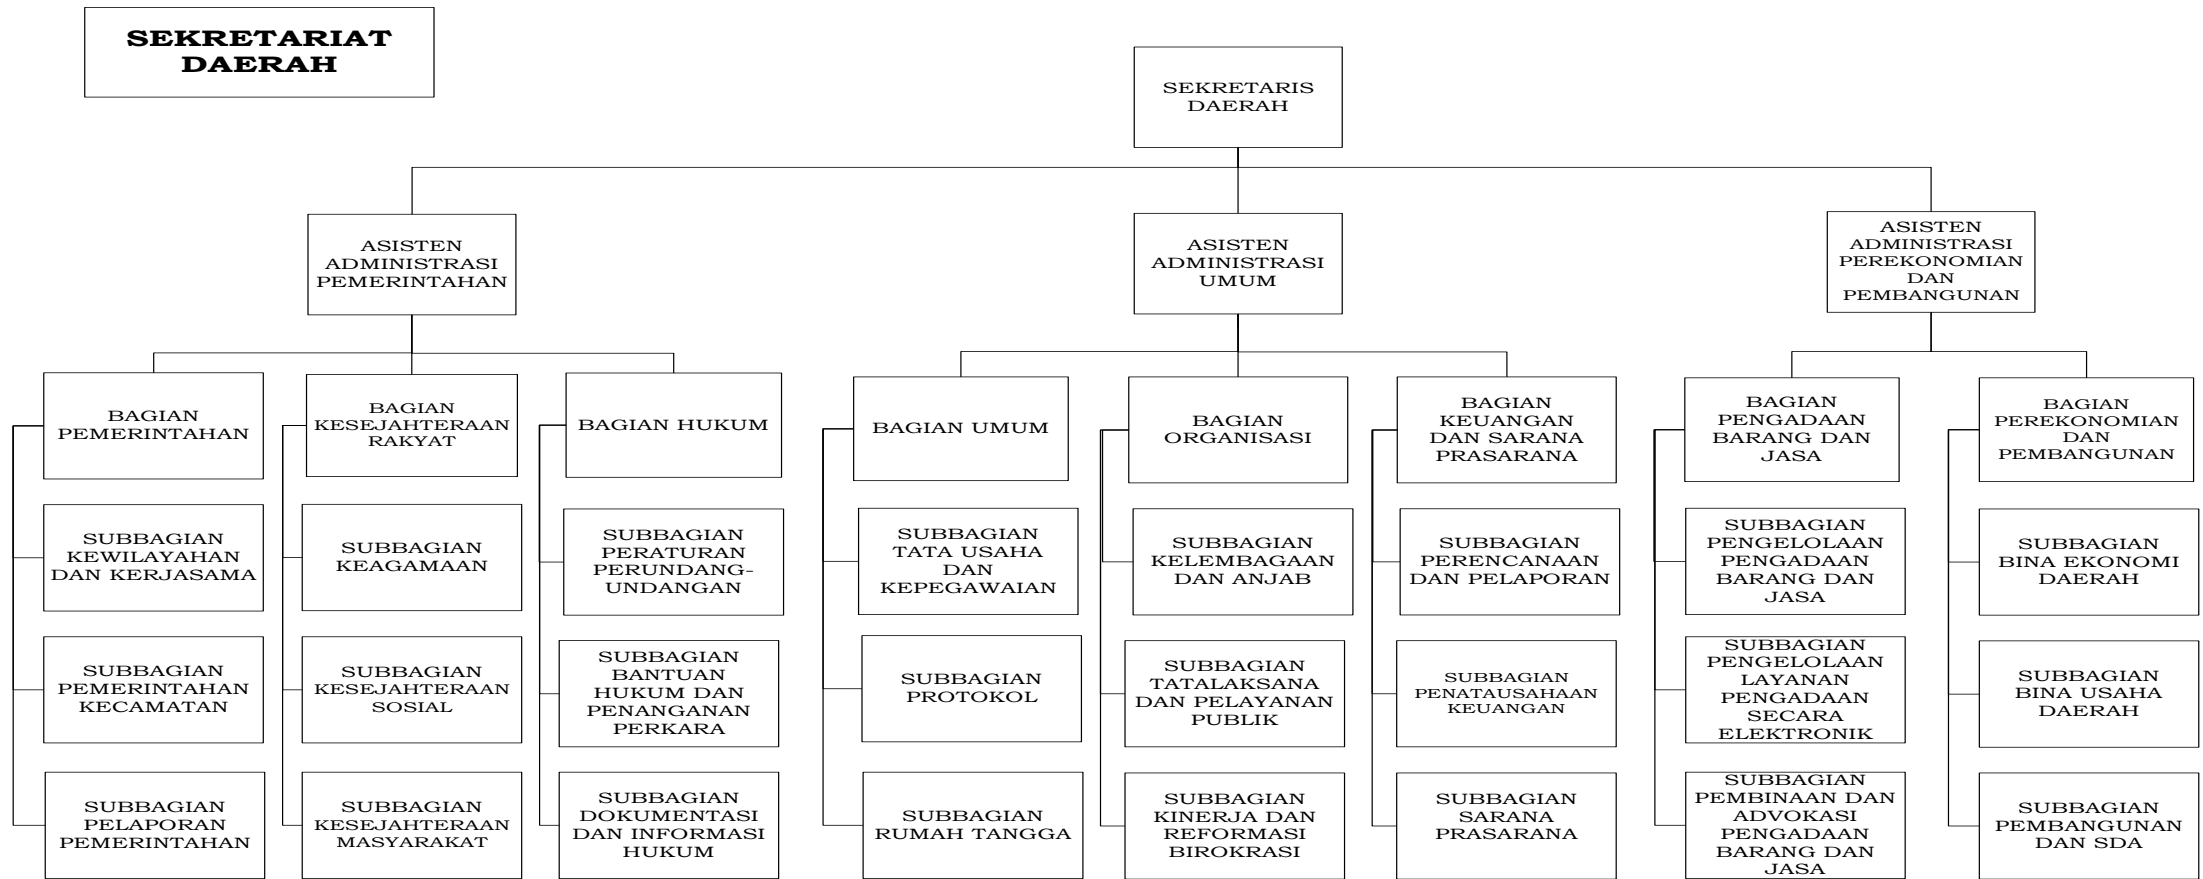 SEKRETARIAT
DAERAH
SEKRETARIS
DAERAH
ASISTEN
ADMINISTRASI
PEMERINTAHAN
ASISTEN
ADMINISTRASI
UMUM
ASISTEN
ADMINISTRASI
PEREKONOMIAN
DAN
PEMBANGUNAN
BAGIAN
PEMERINTAHAN
BAGIAN
KESEJAHTERAAN
RAKYAT
BAGIAN HUKUM
BAGIAN UMUM
BAGIAN
ORGANISASI
BAGIAN
KEUANGAN
DAN SARANA
PRASARANA
BAGIAN
PENGADAAN
BARANG DAN
JASA
BAGIAN
PEREKONOMIAN
DAN
PEMBANGUNAN
SUBBAGIAN
KEWILAYAHAN
DAN KERJASAMA
SUBBAGIAN
KEAGAMAAN
SUBBAGIAN
PERATURAN
PERUNDANG-
UNDANGAN
SUBBAGIAN
TATA USAHA
DAN
KEPEGAWAIAN
SUBBAGIAN
KELEMBAGAAN
DAN ANJAB
SUBBAGIAN
PERENCANAAN
DAN PELAPORAN
SUBBAGIAN
PENGELOLAAN
PENGADAAN
BARANG DAN
JASA
SUBBAGIAN
BINA EKONOMI
DAERAH
SUBBAGIAN
PEMERINTAHAN
KECAMATAN
SUBBAGIAN
KESEJAHTERAAN
SOSIAL
SUBBAGIAN
BANTUAN
HUKUM DAN
PENANGANAN
PERKARA
SUBBAGIAN
PROTOKOL
SUBBAGIAN
TATALAKSANA
DAN PELAYANAN
PUBLIK
SUBBAGIAN
PENATAUSAHAAN
KEUANGAN
SUBBAGIAN
PENGELOLAAN
LAYANAN
PENGADAAN
SECARA
ELEKTRONIK
SUBBAGIAN
BINA USAHA
DAERAH
SUBBAGIAN
PELAPORAN
PEMERINTAHAN
SUBBAGIAN
KESEJAHTERAAN
MASYARAKAT
SUBBAGIAN
DOKUMENTASI
DAN INFORMASI
HUKUM
SUBBAGIAN
RUMAH TANGGA
SUBBAGIAN
KINERJA DAN
REFORMASI
BIROKRASI
SUBBAGIAN
SARANA
PRASARANA
SUBBAGIAN
PEMBINAAN DAN
ADVOKASI
PENGADAAN
BARANG DAN
JASA
SUBBAGIAN
PEMBANGUNAN
DAN SDA